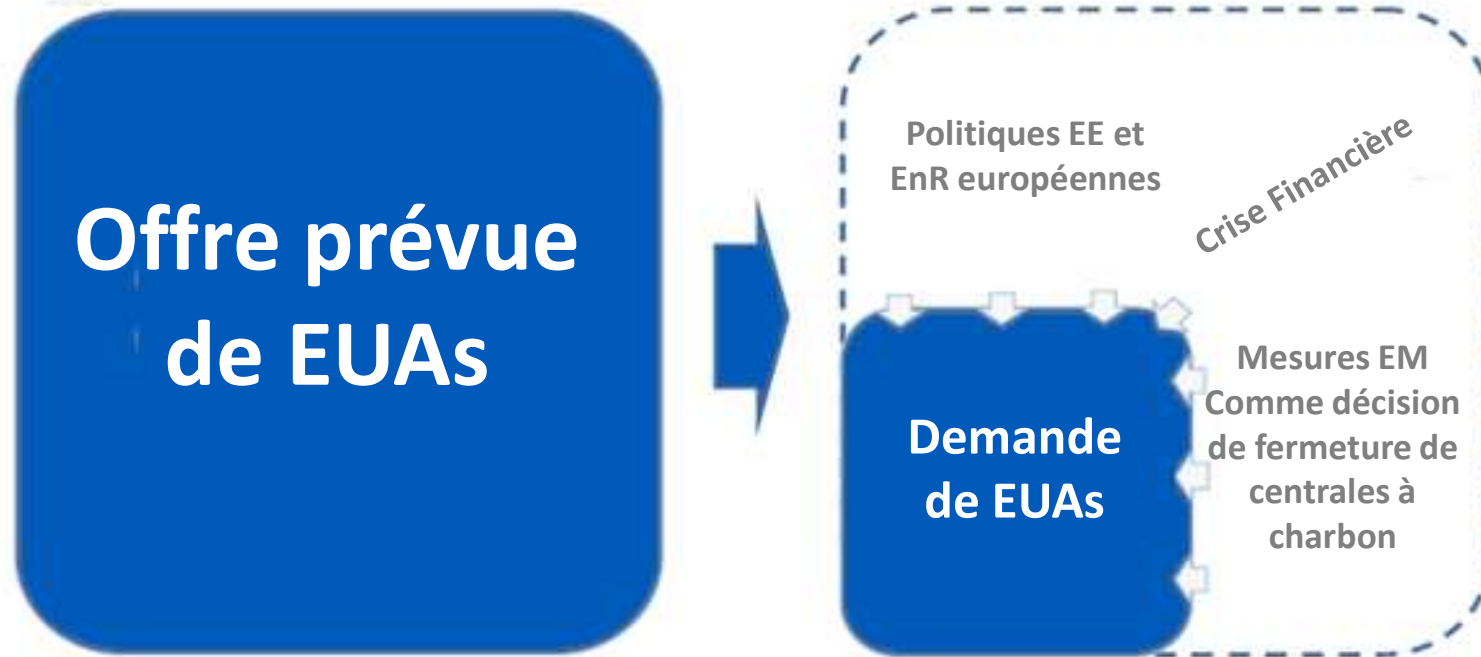 Offre prévue
de EUAs
Politiques EE et
EnR européennes
Crise Financière
Demande
de EUAs
Mesures EM
Comme décision
de fermeture de
centrales à
charbon